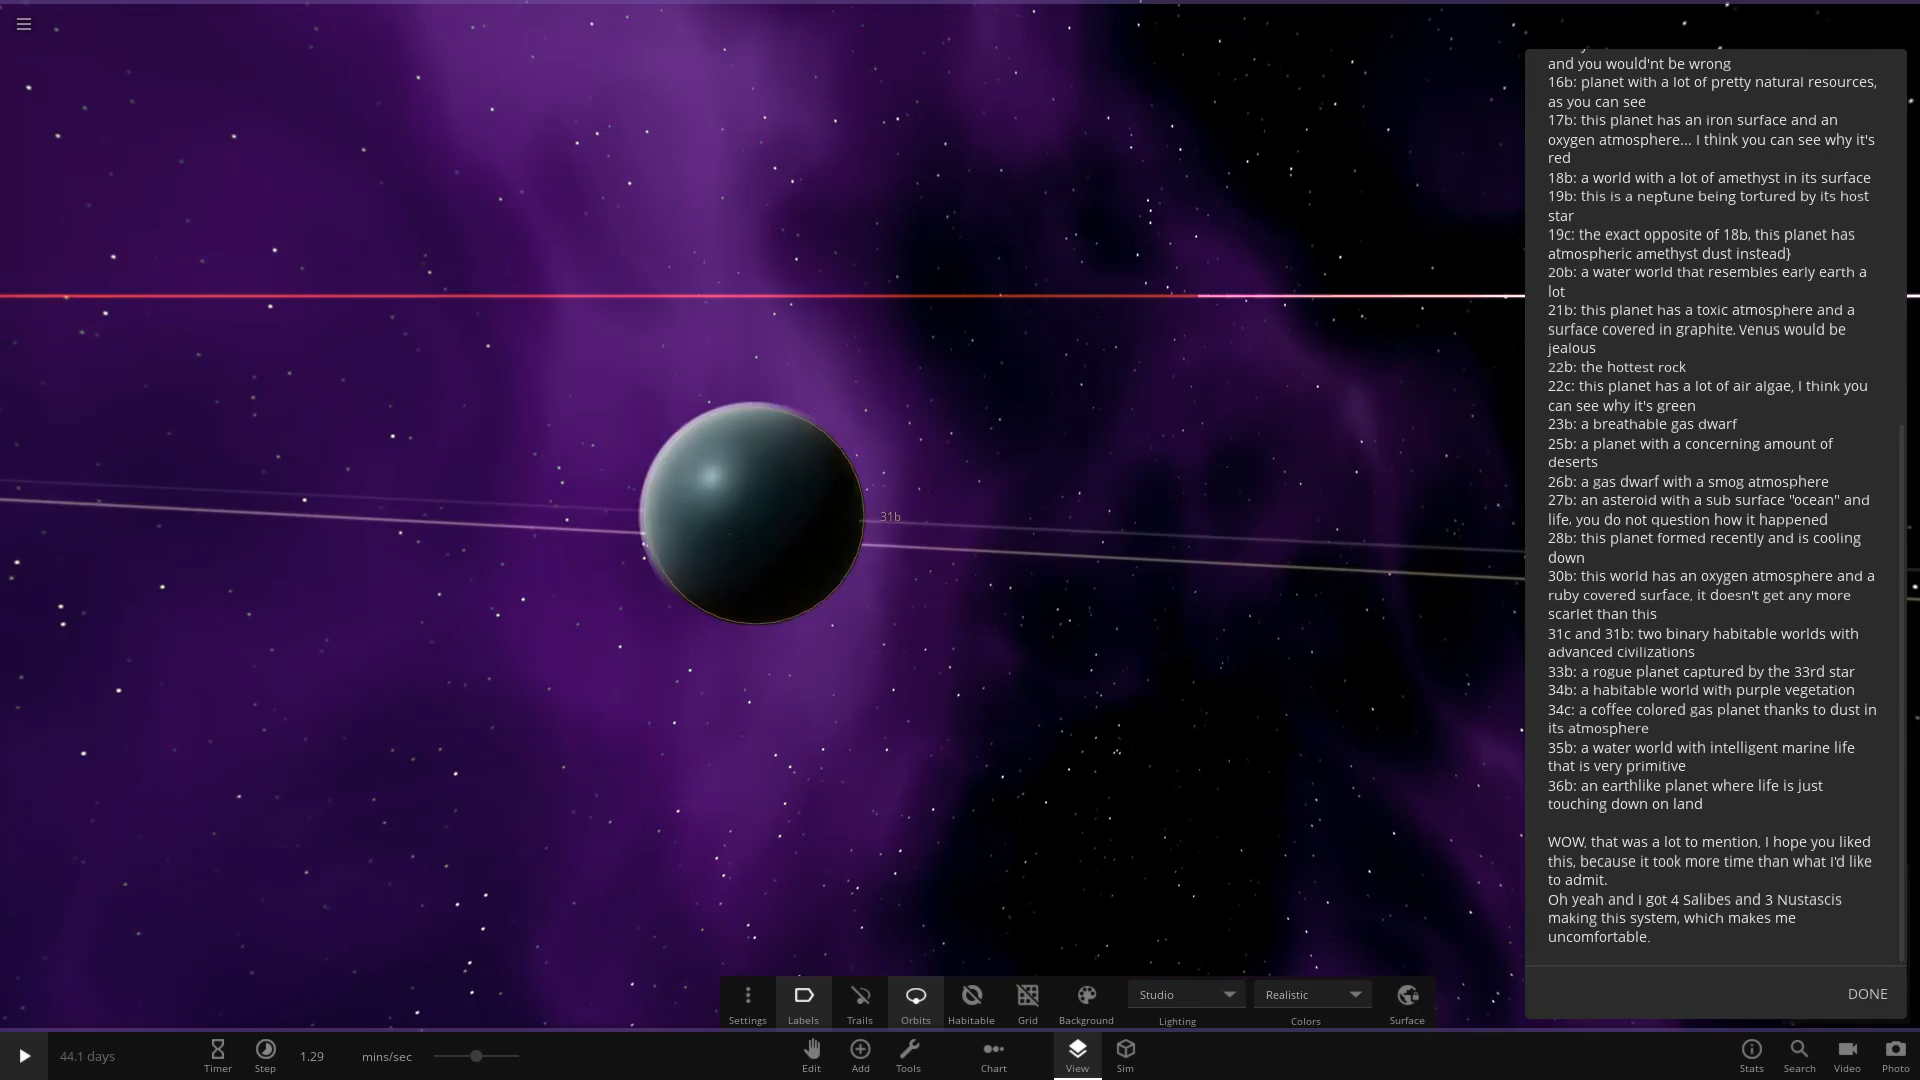 and you would'nt be wrong
16b: planet with a lot of pretty natural resources,
as you can see
17b: this planet has an iron surface and an
oxygen atmosphere... I think you can see why it's
red
18b: a world with a lot of amethyst in its surface
19b: this is a neptune being tortured by its host
star
19c: the exact opposite of 18b, this planet has
atmospheric amethyst dust instead}
20b: a water world that resembles early earth a
lot
21b: this planet has a toxic atmosphere and a
surface covered in graphite. Venus would be
jealous
22b: the hottest rock
22c: this planet has a lot of air algae, I think you
can see why it's green
23b: a breathable gas dwarf
25b: a planet with a concerning amount of
deserts
26b: a gas dwarf with a smog atmosphere
27b: an asteroid with a sub surface "ocean" and
life, you do not question how it happened
28b: this planet formed recently and is cooling
down
30b: this world has an oxygen atmosphere and a
ruby covered surface, it doesn't get any more
scarlet than this
31c and 31b: two binary habitable worlds with
advanced civilizations
33b: a rogue planet captured by the 33rd star
34b: a habitable world with purple vegetation
34c: a coffee colored gas planet thanks to dust in
its atmosphere
35b: a water world with intelligent marine life
that is very primitive
36b: an earthlike planet where life is just
touching down on land
WOW, that was a lot to mention, I hope you liked
this, because it took more time than what I'd like
to admit.
Oh yeah and I got 4 Salibes and 3 Nustascis
making this system, which makes me
uncomfortable.
DONE
31b
Studio
Realistic
Settings
Labels
Trails
Orbits
Habitable
Grid
Background
Lighting
Colors
Surface
44.1 days
Timer
Step
1.29
mins/sec
Edit
Add
Tools
Chart
View
Sim
Stats
Search
Video
Photo